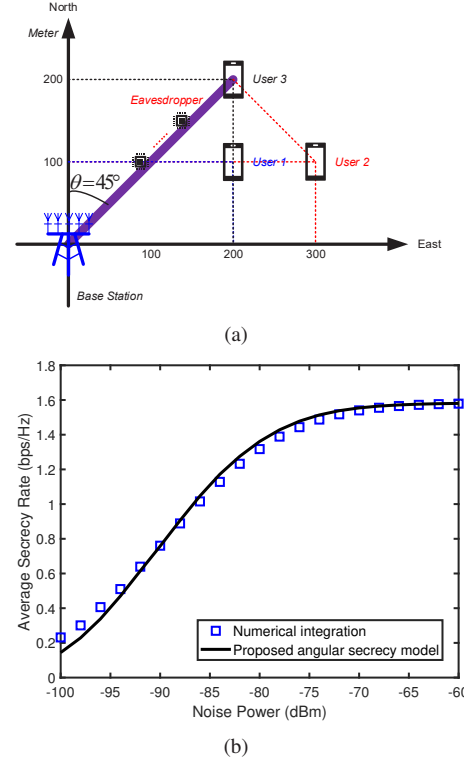 North
Meter
200
User 3
Eavesdropper
100
User 1
User 2
θ=45°
East
100
200
300
Base Station
(a)
1.8
1.6
1.4
1.2
1
0.8
0.6
0.4
0.2
0
Average Secrecy Rate (bps/Hz)
Numerical integration
Proposed angular secrecy model
-100
-95
-90
-85
-80
-75
-70
-65
-60
Noise Power (dBm)
(b)